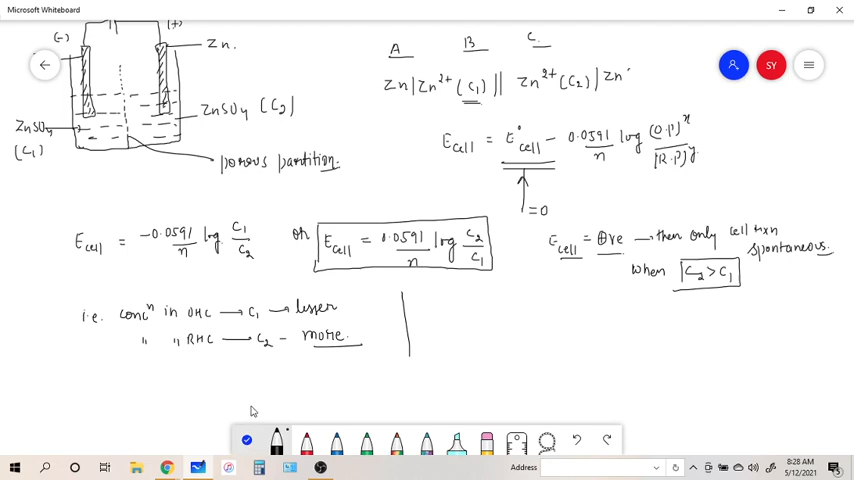 Microsoft Whiteboard
(-)
(+)
Zn.
ZnSO4 (C2)
ZnSO4
(C1)
porous partition.
A B C.
Zn|Zn2+(C1)|| Zn2+(C2)|Zn
Ecell = E°cell - 0.0591/n log (O.P)^x/(R.P)^y
=0
Ecell = -0.0591/n log C1/C2 or Ecell = 0.0591/n log C2/C1
Ecell = ⊕ve → then only cell rxn
spontaneous.
when C2 > C1
i.e. concn in OHC → C1 → lesser
" " RHC → C2 - more.
SY
Address
8:28 AM
5/12/2021